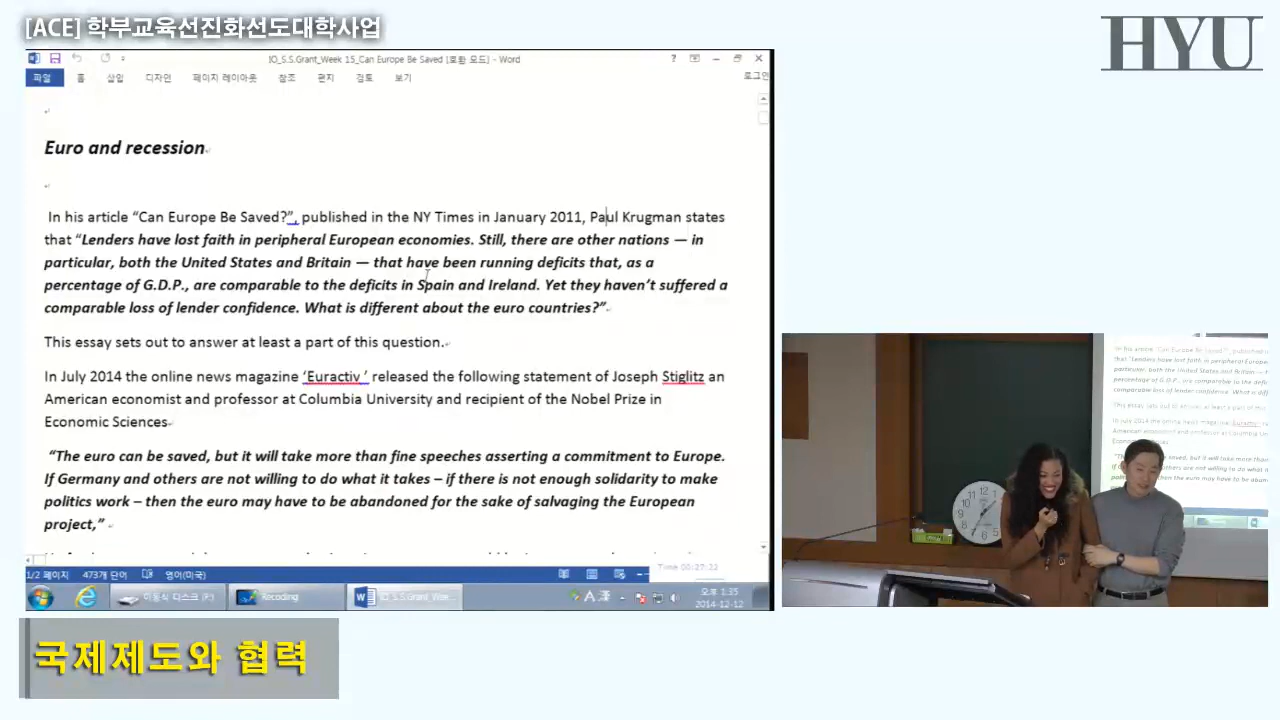 [ACE] 학부교육선진화선도대학사업
HYU
IO_S.S.Grant_Week 15_Can Europe Be Saved [호환 모드] - Word
파일 홈 삽입 디자인 페이지 레이아웃 참조 편지 검토 보기
로그인
Euro and recession
In his article “Can Europe Be Saved?”, published in the NY Times in January 2011, Paul Krugman states
that “Lenders have lost faith in peripheral European economies. Still, there are other nations — in
particular, both the United States and Britain — that have been running deficits that, as a
percentage of G.D.P., are comparable to the deficits in Spain and Ireland. Yet they haven’t suffered a
comparable loss of lender confidence. What is different about the euro countries?”
This essay sets out to answer at least a part of this question.
In July 2014 the online news magazine ‘Euractiv ’ released the following statement of Joseph Stiglitz an
American economist and professor at Columbia University and recipient of the Nobel Prize in
Economic Sciences
“The euro can be saved, but it will take more than fine speeches asserting a commitment to Europe.
If Germany and others are not willing to do what it takes – if there is not enough solidarity to make
politics work – then the euro may have to be abandoned for the sake of salvaging the European
project,”
1/2 페이지 473개 단어 영어(미국)
Time 00:27:22
이동식 디스크 (F:) Recoding IO_S.S.Grant_Wee... A 漢 오후 1:35
2014-12-12
국제제도와 협력